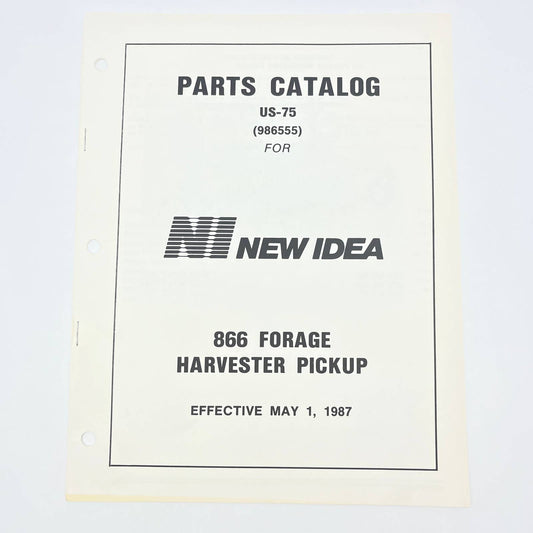 PARTS CATALOG
US-75
(986555)
FOR
NI NEW IDEA
866 FORAGE
HARVESTER PICKUP
EFFECTIVE MAY 1, 1987